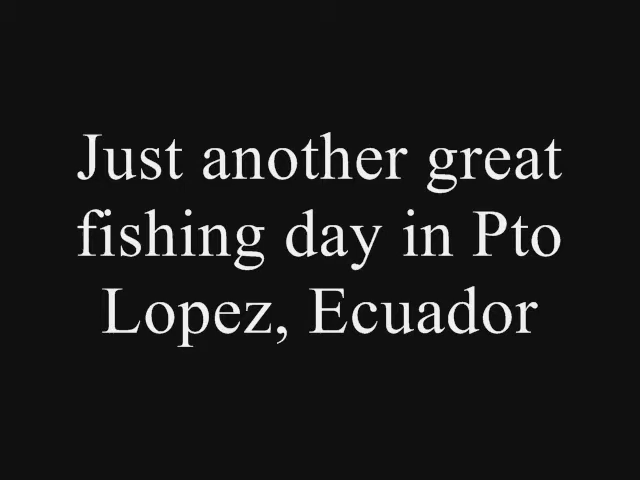 Just another great
fishing day in Pto
Lopez, Ecuador